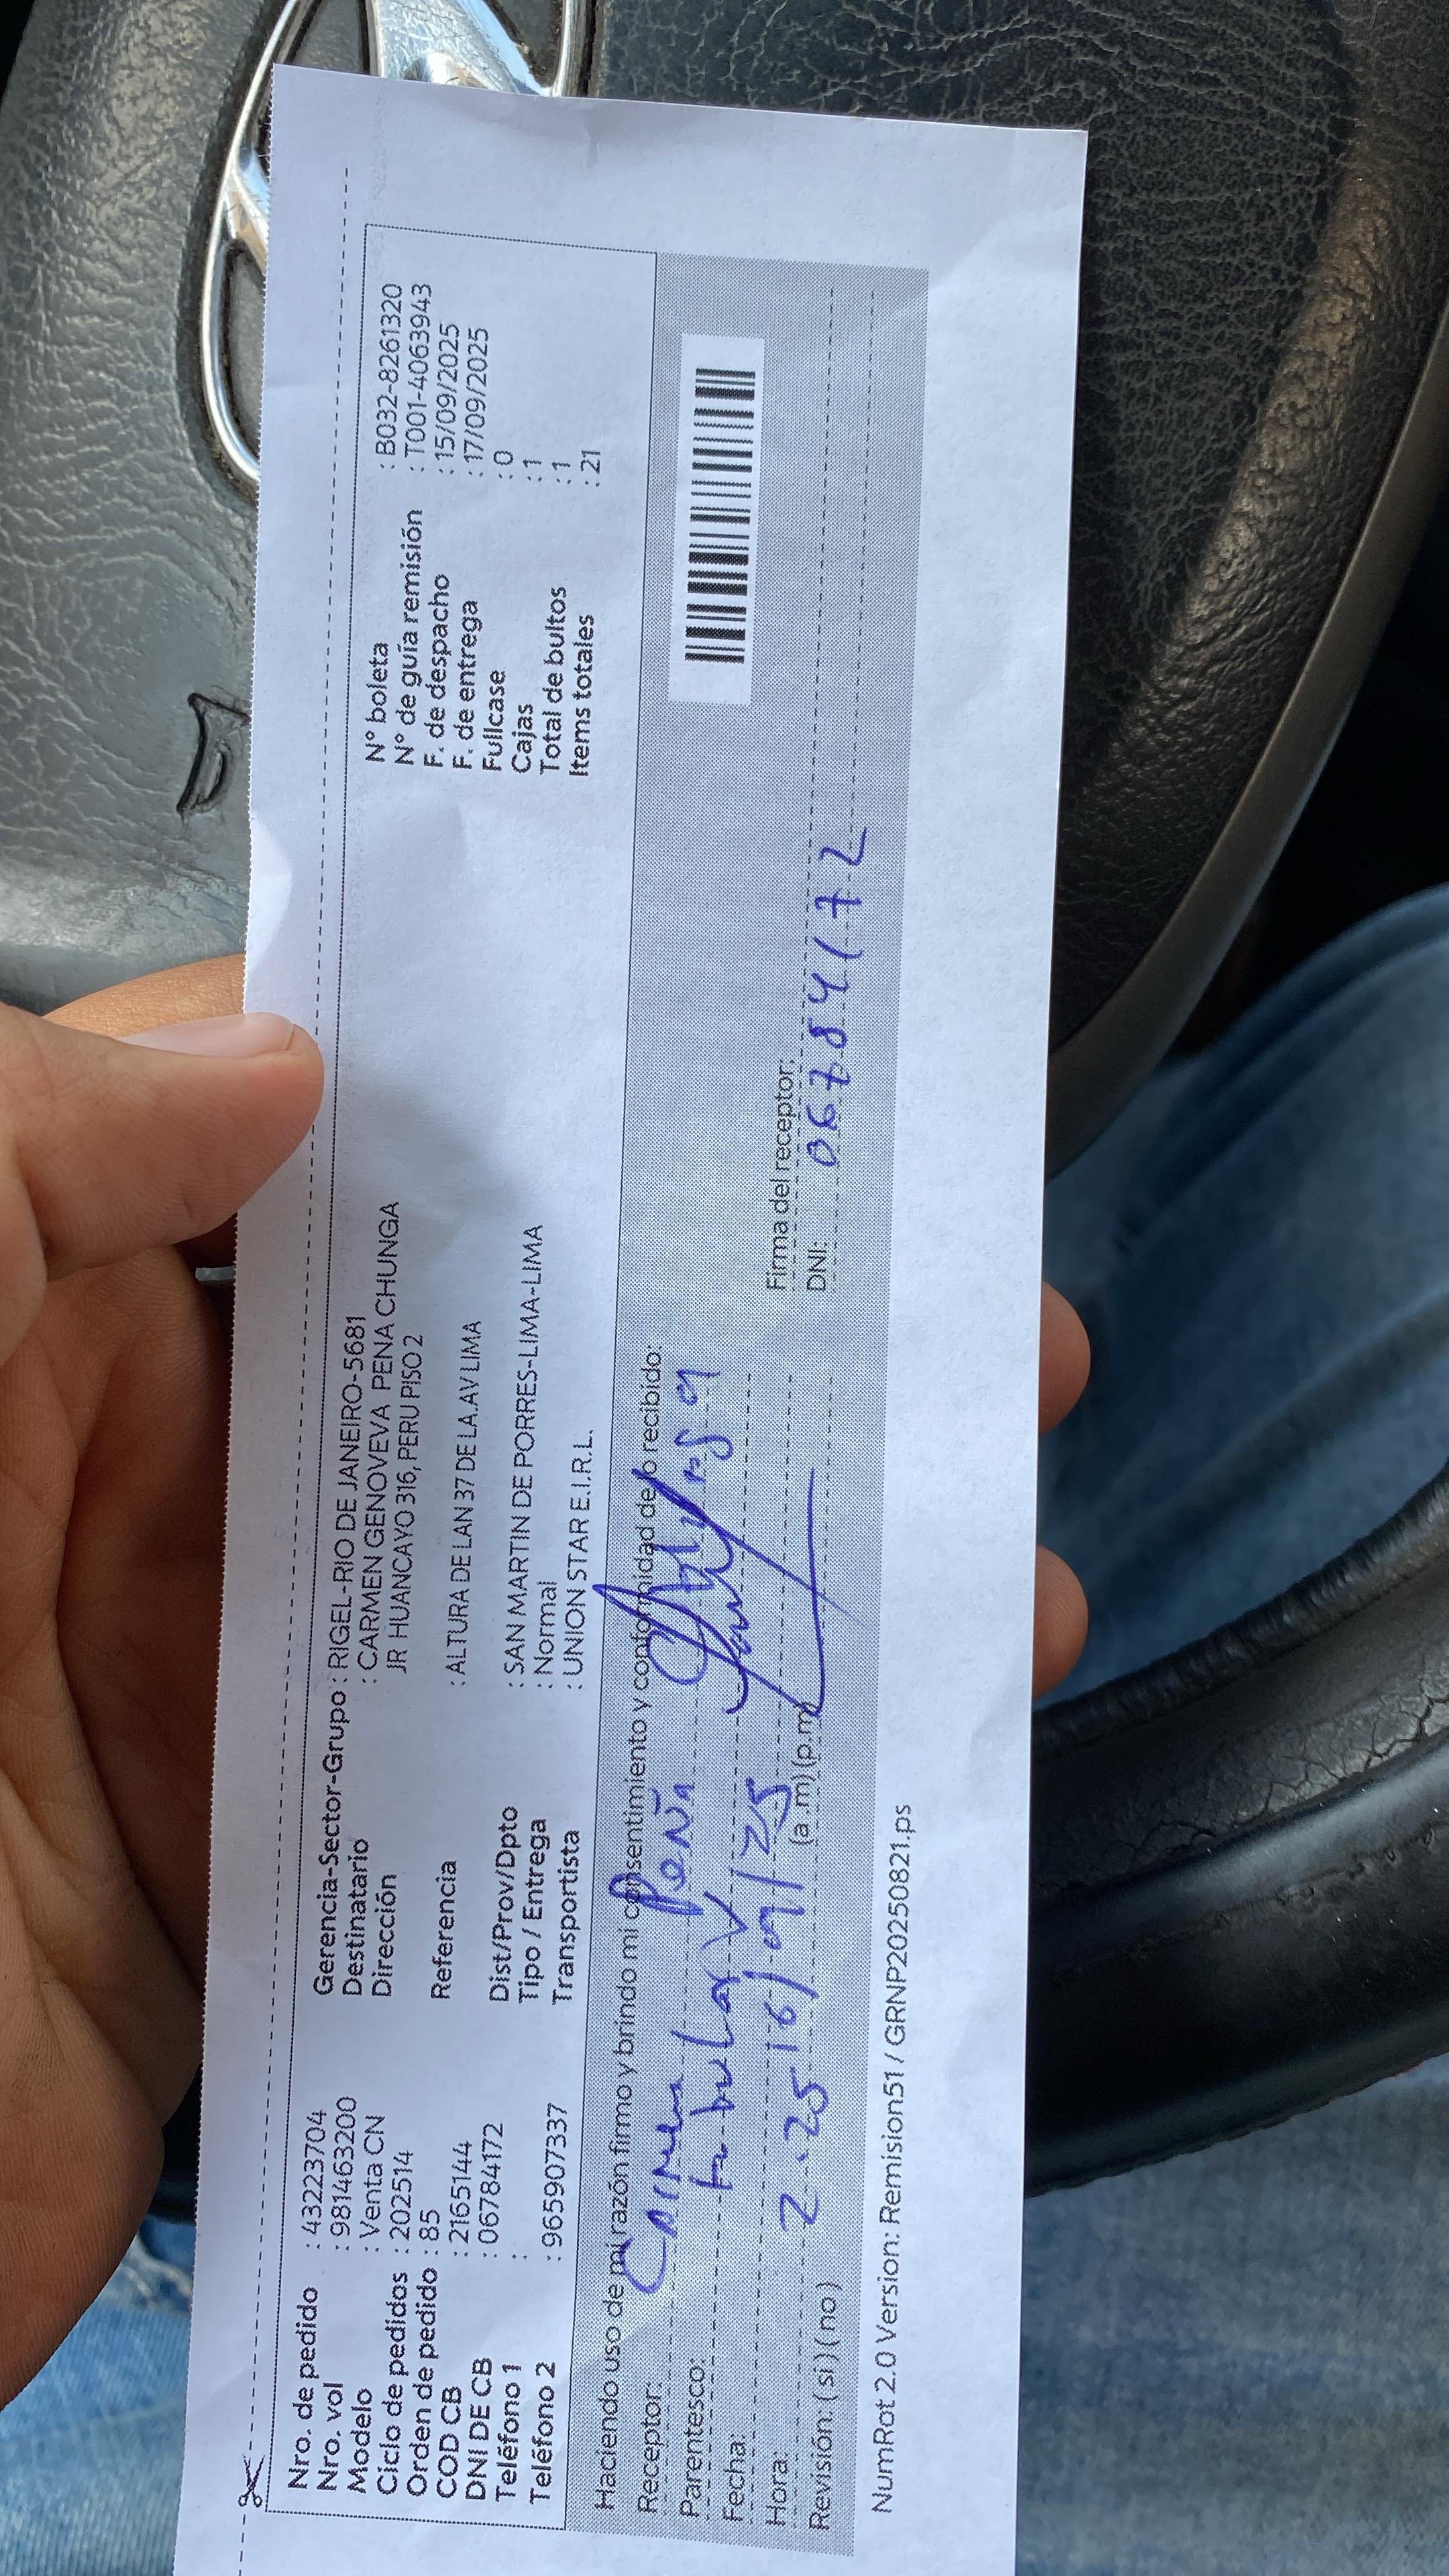 Nro. de pedido : 43223704
Nro. vol : 981463200
Modelo : Venta CN
Ciclo de pedidos : 202514
Orden de pedido : 85
COD CB : 2165144
DNI DE CB : 06784172
Teléfono 1 :
Teléfono 2 : 965907337
Gerencia-Sector-Grupo : RIGEL-RIO DE JANEIRO-5681
Destinatario : CARMEN GENOVEVA PENA CHUNGA
Dirección JR HUANCAYO 316, PERU PISO 2
Referencia : ALTURA DE LAN 37 DE LA.AV LIMA
Dist/Prov/Dpto : SAN MARTIN DE PORRES-LIMA-LIMA
Tipo / Entrega : Normal
Transportista : UNION STAR E.I.R.L.
N° boleta : B032-8261320
N° de guía remisión : T001-4063943
F. de despacho : 15/09/2025
F. de entrega : 17/09/2025
Fullcase : 0
Cajas : 1
Total de bultos : 1
Items totales : 21
Haciendo uso de mi razón firmo y brindo mi consentimiento y conformidad de lo recibido:
Receptor: Carmen Peña
Parentesco: titular
Fecha: 16/9/25
Hora: 2.25 (a .m) (p.m)
Revisión: ( si ) ( no )
Firma del receptor:
DNI: 06784172
NumRot 2.0 Version: Remision51 / GRNP20250821.ps